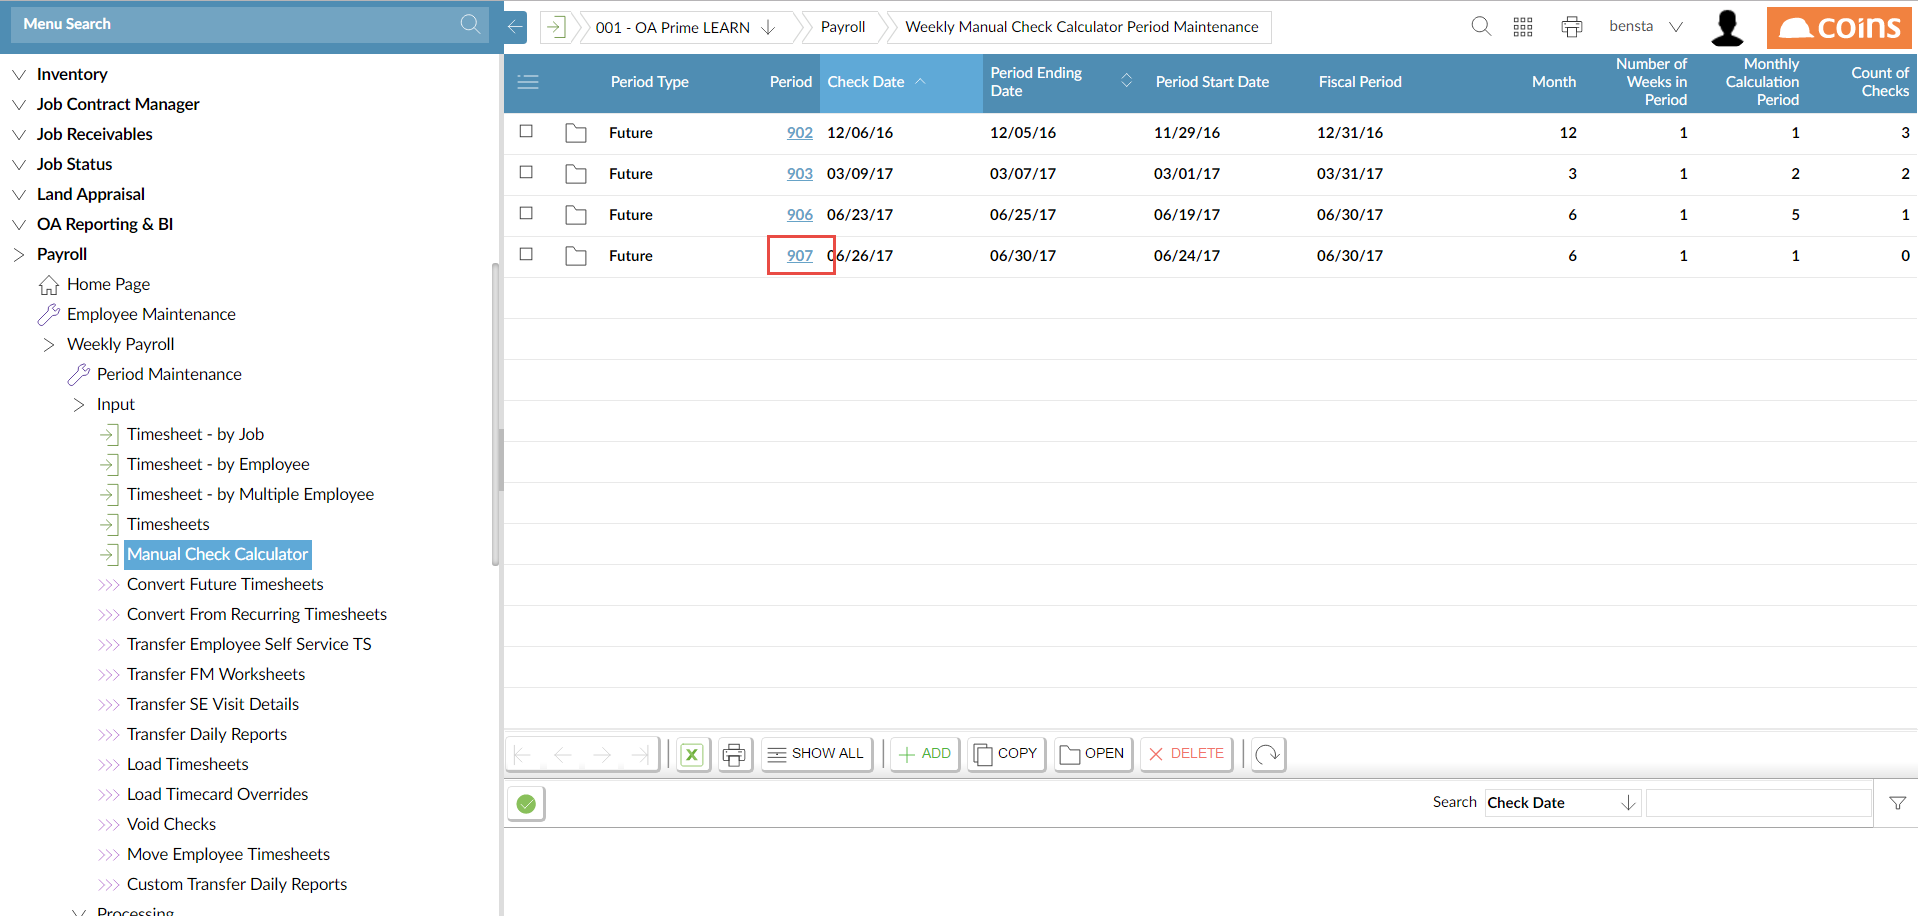 Menu Search
001 - OA Prime LEARN
Payroll
Weekly Manual Check Calculator Period Maintenance
bensta
coins
Inventory
Job Contract Manager
Job Receivables
Job Status
Land Appraisal
OA Reporting & BI
Payroll
Home Page
Employee Maintenance
Weekly Payroll
Period Maintenance
Input
Timesheet - by Job
Timesheet - by Employee
Timesheet - by Multiple Employee
Timesheets
Manual Check Calculator
Convert Future Timesheets
Convert From Recurring Timesheets
Transfer Employee Self Service TS
Transfer FM Worksheets
Transfer SE Visit Details
Transfer Daily Reports
Load Timesheets
Load Timecard Overrides
Void Checks
Move Employee Timesheets
Custom Transfer Daily Reports
Processing
Period Type
Period
Check Date
Period Ending
Date
Period Start Date
Fiscal Period
Month
Number of
Weeks in
Period
Monthly
Calculation
Period
Count of
Checks
Future 902 12/06/16 12/05/16 11/29/16 12/31/16 12 1 1 3
Future 903 03/09/17 03/07/17 03/01/17 03/31/17 3 1 2 2
Future 906 06/23/17 06/25/17 06/19/17 06/30/17 6 1 5 1
Future 907 06/26/17 06/30/17 06/24/17 06/30/17 6 1 1 0
X SHOW ALL ADD COPY OPEN DELETE
Search Check Date